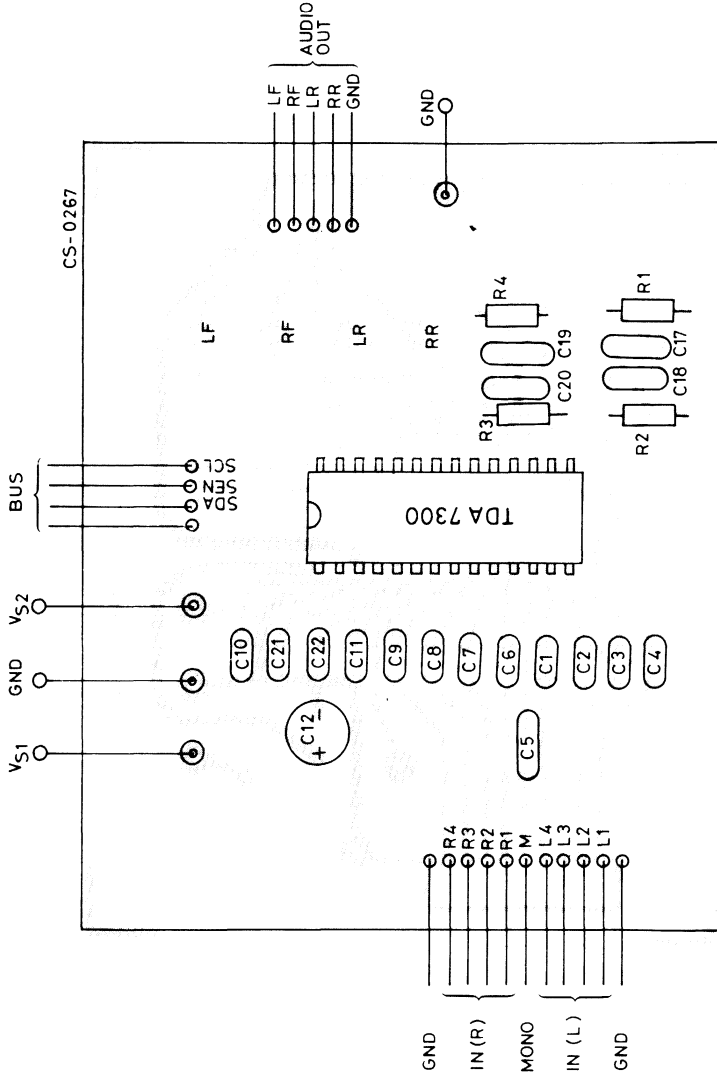 CS-0267
AUDIO
OUT
LF
RF
LR
RR
GND
GND
BUS
SCL
SEN
SDA
VS2
GND
VS1
LF
RF
LR
RR
R4
C19
C20
R3
R1
C17
C18
R2
TDA 7300
C10
C21
C22
C11
C9
C8
C7
C6
C1
C2
C3
C4
+ C12 -
C5
R4
R3
R2
R1
M
L4
L3
L2
L1
GND
IN (R)
MONO
IN (L)
GND